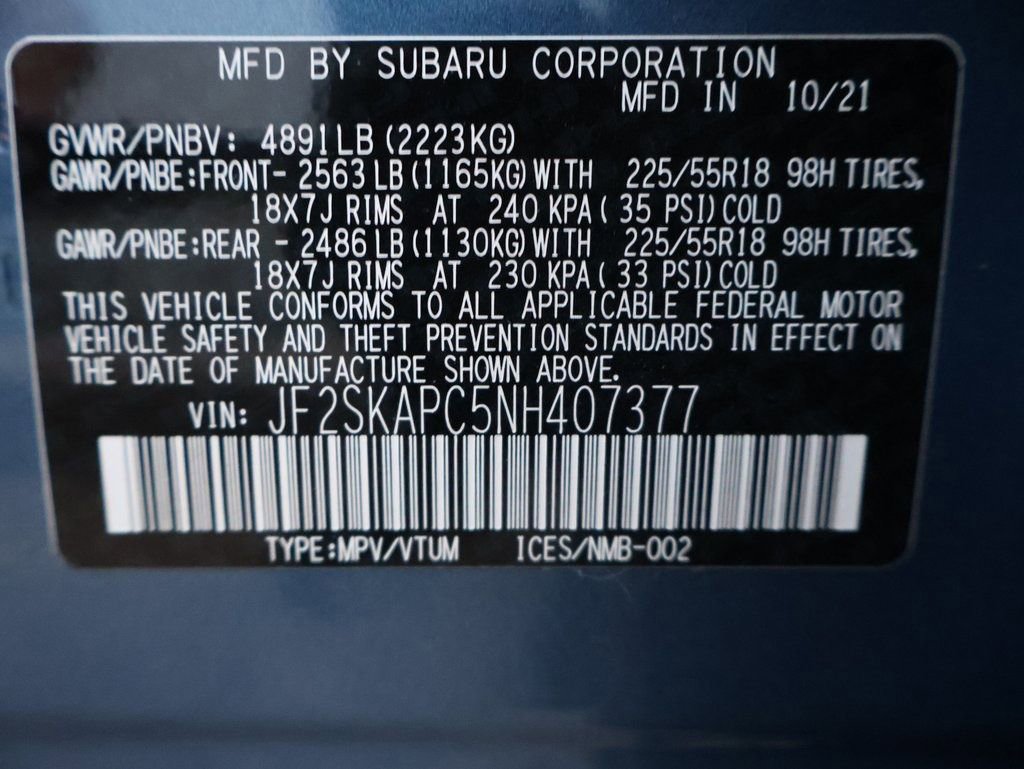 MFD BY SUBARU CORPORATION
MFD IN 10/21
GVWR/PNBV: 4891LB (2223KG)
GAWR/PNBE:FRONT- 2563 LB (1165KG) WITH 225/55R18 98H TIRES,
18X7J RIMS AT 240 KPA ( 35 PSI) COLD
GAWR/PNBE:REAR - 2486 LB (1130KG) WITH 225/55R18 98H TIRES,
18X7J RIMS AT 230 KPA ( 33 PSI) COLD
THIS VEHICLE CONFORMS TO ALL APPLICABLE FEDERAL MOTOR
VEHICLE SAFETY AND THEFT PREVENTION STANDARDS IN EFFECT ON
THE DATE OF MANUFACTURE SHOWN ABOVE.
VIN: JF2SKAPC5NH407377
TYPE:MPV/VTUM ICES/NMB-002